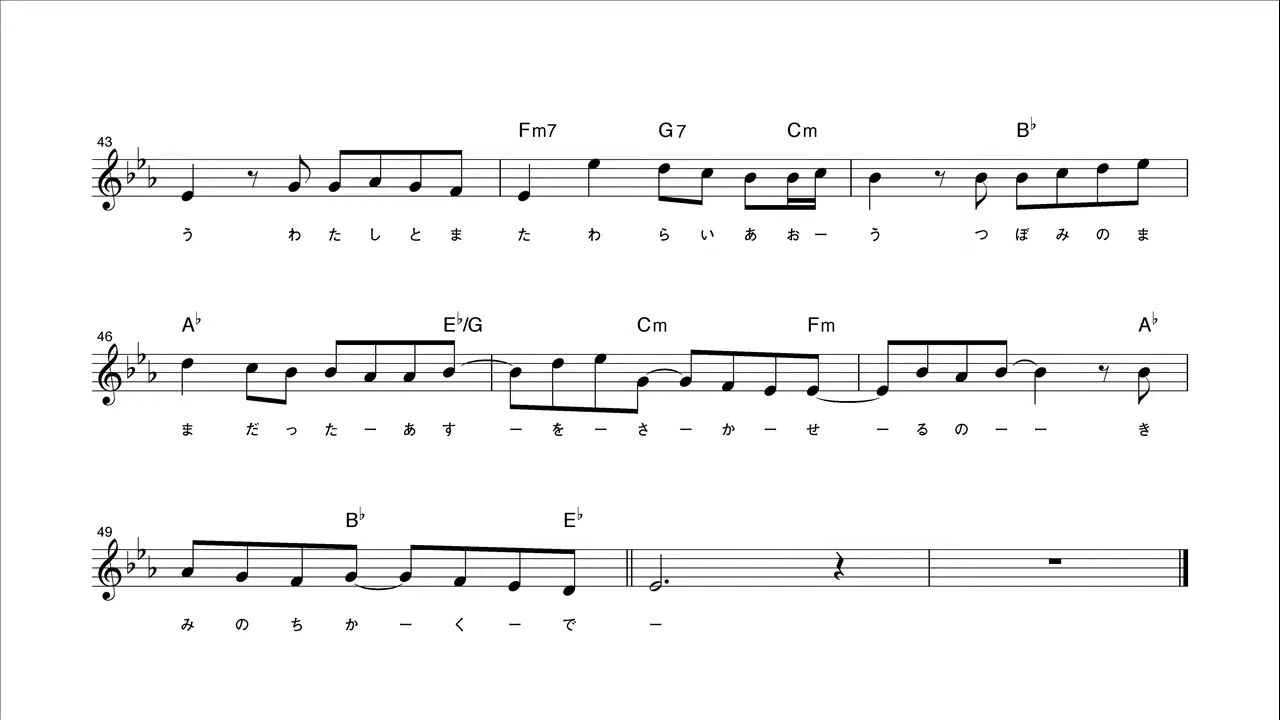 43
Fm7 G7 Cm B♭
う わ た し と ま た わ ら い あ お ー う つ ぼ み の ま
46
A♭ E♭/G Cm Fm A♭
ま だ っ た ー あ す ー を ー さ ー か ー せ ー る の ー ー き
49
B♭ E♭
み の ち か ー く ー で ー